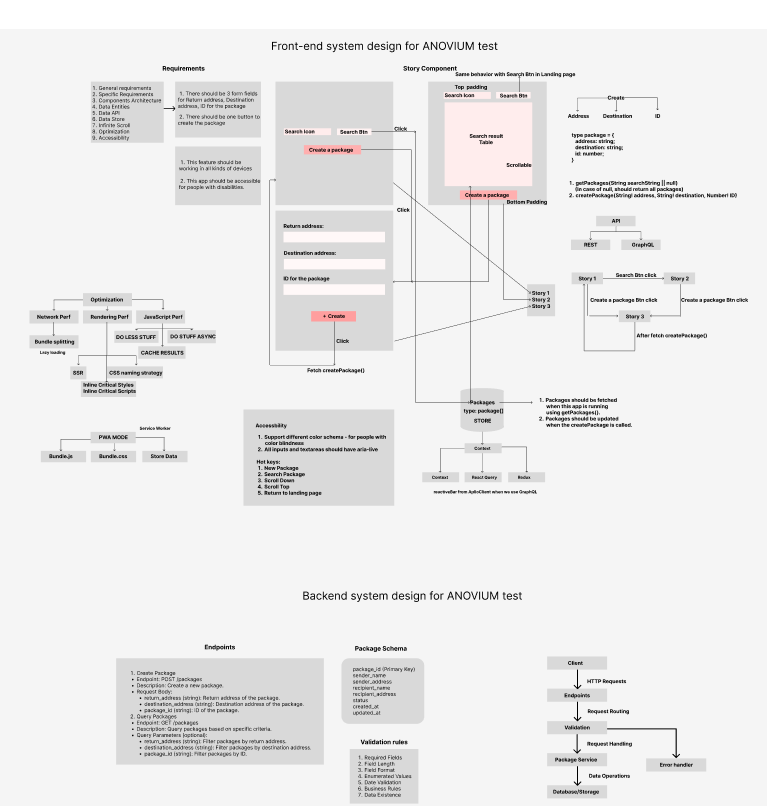 Front-end system design for ANOVIUM test
Requirements
1. General requirements
2. Specific Requirements
3. Components Architecture
4. Data Entities
5. Data API
6. Data Store
7. Infinite Scroll
8. Optimization
9. Accessibility
1. There should be 3 form fields
for Return address, Destination
address, ID for the package
2. There should be one button to
create the package
1. This feature should be
working in all kinds of devices
2. This app should be accessible
for people with disabilities.
Story Component
Same behavior with Search Btn in Landing page
Search Icon
Search Btn
Create a package
Click
Top padding
Search Icon
Search Btn
Search result
Table
Scrollable
Create a package
Bottom Padding
Click
Return address:
Destination address:
ID for the package
+ Create
Click
Fetch createPackage()
Story 1
Story 2
Story 3
Create
Address
Destination
ID
type package = {
address: string;
destination: string;
id: number;
}
1. getPackages(String searchString || null)
(in case of null, should return all packages)
2. createPackage(String! address, String! destination, Number! ID)
API
REST
GraphQL
Story 1
Search Btn click
Story 2
Create a package Btn click
Create a package Btn click
Story 3
After fetch createPackage()
Optimization
Network Perf
Rendering Perf
JavaScript Perf
Bundle splitting
Lazy loading
DO LESS STUFF
DO STUFF ASYNC
CACHE RESULTS
SSR
CSS naming strategy
Inline Critical Styles
Inline Critical Scripts
Service Worker
PWA MODE
Bundle.js
Bundle.css
Store Data
Accessbility
1. Support different color schema - for people with
color blindness
2. All inputs and textareas should have aria-live
Hot keys:
1. New Package
2. Search Package
3. Scroll Down
4. Scroll Top
5. Return to landing page
Packages
type: package[]
STORE
1. Packages should be fetched
when this app is running
using getPackages().
2. Packages should be updated
when the createPackage is called.
Context
Context
React Query
Redox
reactiveBar from AplloClient when we use GraphQL
Backend system design for ANOVIUM test
Endpoints
1. Create Package
• Endpoint: POST /packages
• Description: Create a new package.
• Request Body:
• return_address (string): Return address of the package.
• destination_address (string): Destination address of the package.
• package_id (string): ID of the package.
2. Query Packages
• Endpoint: GET /packages
• Description: Query packages based on specific criteria.
• Query Parameters (optional):
• return_address (string): Filter packages by return address.
• destination_address (string): Filter packages by destination address.
• package_id (string): Filter packages by ID.
Package Schema
package_id (Primary Key)
sender_name
sender_address
recipient_name
recipient_address
status
created_at
updated_at
Validation rules
1. Required Fields
2. Field Length
3. Field Format
4. Enumerated Values
5. Date Validation
6. Business Rules
7. Data Existence
Client
HTTP Requests
Endpoints
Request Routing
Validation
Request Handling
Package Service
Error handler
Data Operations
Database/Storage